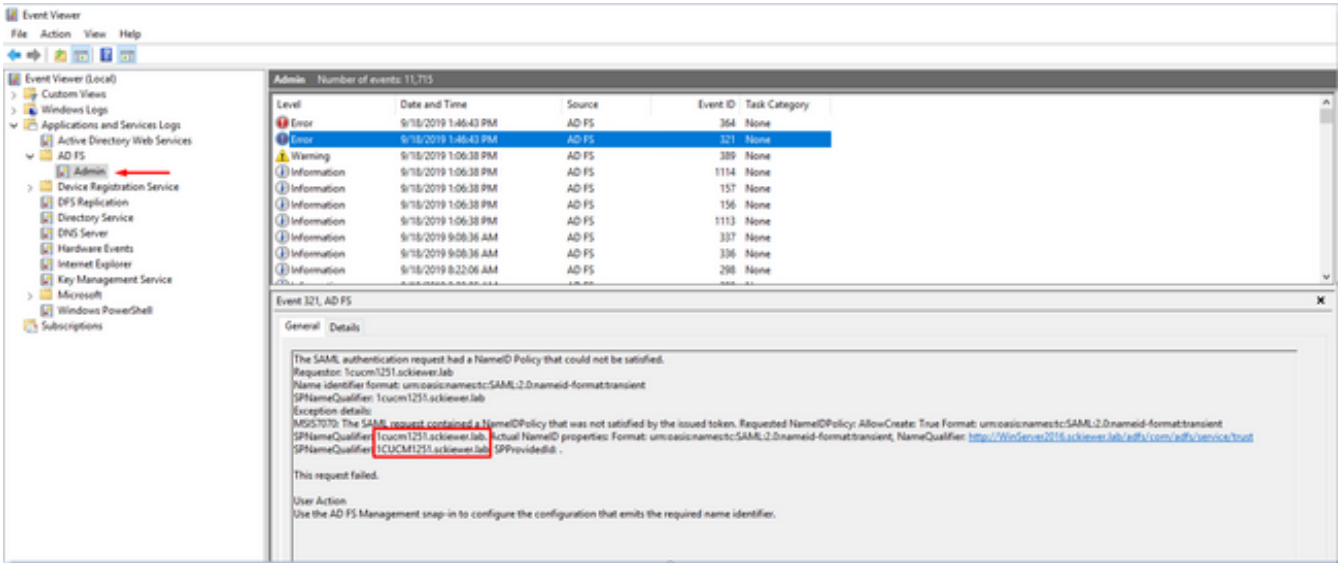 Event Viewer
File Action View Help
Event Viewer (Local)
Custom Views
Windows Logs
Applications and Services Logs
Active Directory Web Services
AD FS
Admin
Device Registration Service
DFS Replication
Directory Service
DNS Server
Hardware Events
Internet Explorer
Key Management Service
Microsoft
Windows PowerShell
Subscriptions
Admin Number of events: 11,715
Level Date and Time Source Event ID Task Category
Error 9/18/2019 1:46:43 PM AD FS 364 None
Error 9/18/2019 1:46:43 PM AD FS 321 None
Warning 9/18/2019 1:06:38 PM AD FS 389 None
Information 9/18/2019 1:06:38 PM AD FS 1114 None
Information 9/18/2019 1:06:38 PM AD FS 157 None
Information 9/18/2019 1:06:38 PM AD FS 156 None
Information 9/18/2019 1:06:38 PM AD FS 1113 None
Information 9/18/2019 9:08:36 AM AD FS 337 None
Information 9/18/2019 9:08:36 AM AD FS 336 None
Information 9/18/2019 8:22:06 AM AD FS 298 None
Event 321, AD FS
General Details
The SAML authentication request had a NameID Policy that could not be satisfied.
Requestor: 1cucm1251.sckiewer.lab
Name identifier format: urn:oasis:names:tc:SAML:2.0:nameid-format:transient
SPNameQualifier: 1cucm1251.sckiewer.lab
Exception details:
MSIS7070: The SAML request contained a NameIDPolicy that was not satisfied by the issued token. Requested NameIDPolicy: AllowCreate: True Format: urn:oasis:names:tc:SAML:2.0:nameid-format:transient
SPNameQualifier: 1cucm1251.sckiewer.lab. Actual NameID properties: Format: urn:oasis:names:tc:SAML:2.0:nameid-format:transient, NameQualifier: http://WinServer2016.sckiewer.lab/adfs/com/adfs/service/trust
SPNameQualifier: 1CUCM1251.sckiewer.lab, SPProvidedId: .
This request failed.
User Action
Use the AD FS Management snap-in to configure the configuration that emits the required name identifier.